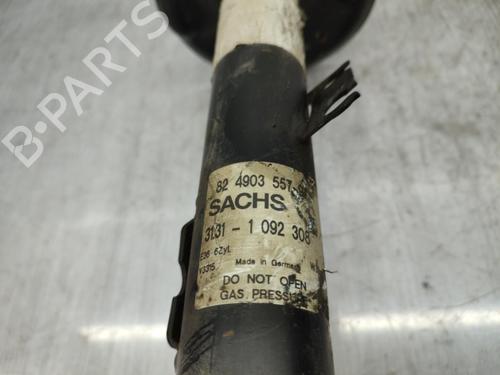 B-Parts
82 4903 557
SACHS
3131 - 1 092 308
E36 6Zyl
V3315 Made in Germany
DO NOT OPEN
GAS PRESSURE